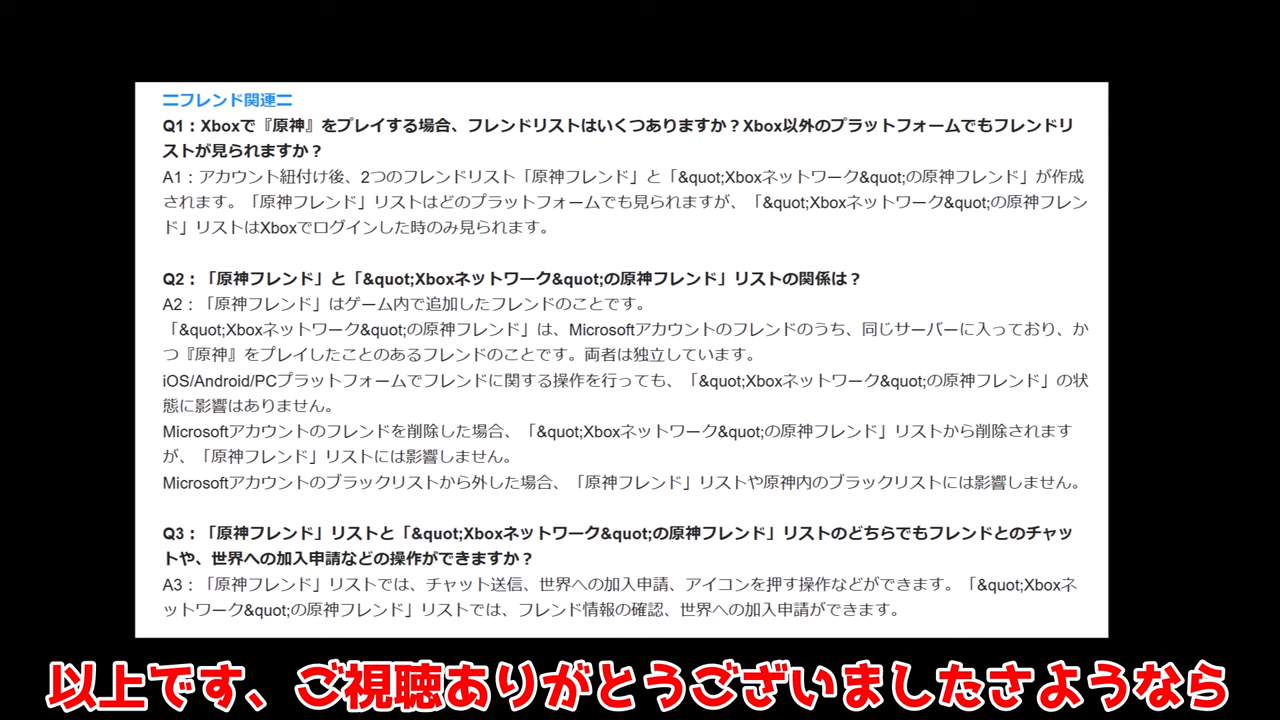 〓フレンド関連〓
Q1：Xboxで『原神』をプレイする場合、フレンドリストはいくつありますか？Xbox以外のプラットフォームでもフレンドリ
ストが見られますか？
A1：アカウント紐付け後、2つのフレンドリスト「原神フレンド」と「&quot;Xboxネットワーク&quot;の原神フレンド」が作成
されます。「原神フレンド」リストはどのプラットフォームでも見られますが、「&quot;Xboxネットワーク&quot;の原神フレン
ド」リストはXboxでログインした時のみ見られます。
Q2：「原神フレンド」と「&quot;Xboxネットワーク&quot;の原神フレンド」リストの関係は？
A2：「原神フレンド」はゲーム内で追加したフレンドのことです。
「&quot;Xboxネットワーク&quot;の原神フレンド」は、Microsoftアカウントのフレンドのうち、同じサーバーに入っており、か
つ『原神』をプレイしたことのあるフレンドのことです。両者は独立しています。
iOS/Android/PCプラットフォームでフレンドに関する操作を行っても、「&quot;Xboxネットワーク&quot;の原神フレンド」の状
態に影響はありません。
Microsoftアカウントのフレンドを削除した場合、「&quot;Xboxネットワーク&quot;の原神フレンド」リストから削除されます
が、「原神フレンド」リストには影響しません。
Microsoftアカウントのブラックリストから外した場合、「原神フレンド」リストや原神内のブラックリストには影響しません。
Q3：「原神フレンド」リストと「&quot;Xboxネットワーク&quot;の原神フレンド」リストのどちらでもフレンドとのチャッ
トや、世界への加入申請などの操作ができますか？
A3：「原神フレンド」リストでは、チャット送信、世界への加入申請、アイコンを押す操作などができます。「&quot;Xboxネ
ットワーク&quot;の原神フレンド」リストでは、フレンド情報の確認、世界への加入申請ができます。
以上です、ご視聴ありがとうございましたさようなら